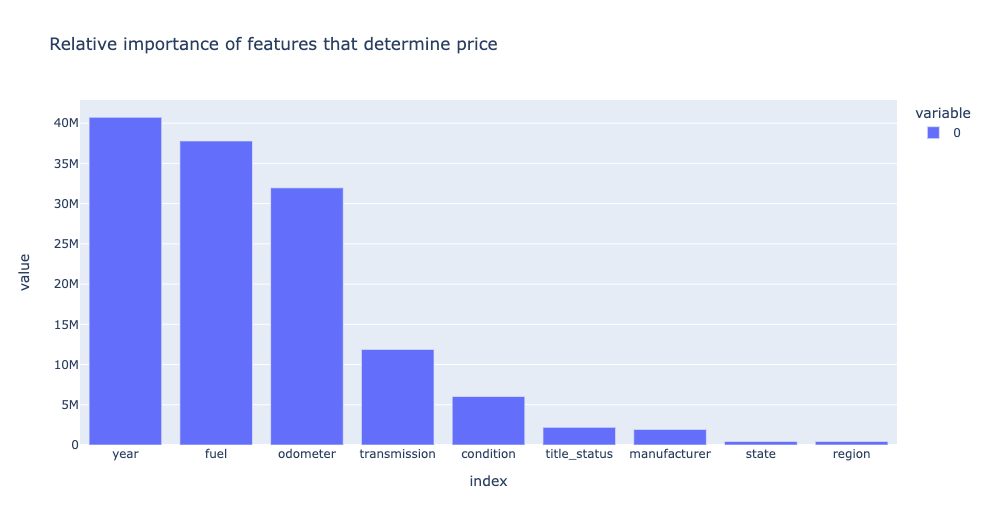 Relative importance of features that determine price
variable
0
40M
35M
30M
25M
20M
15M
10M
5M
0
value
year fuel odometer transmission condition title_status manufacturer state region
index